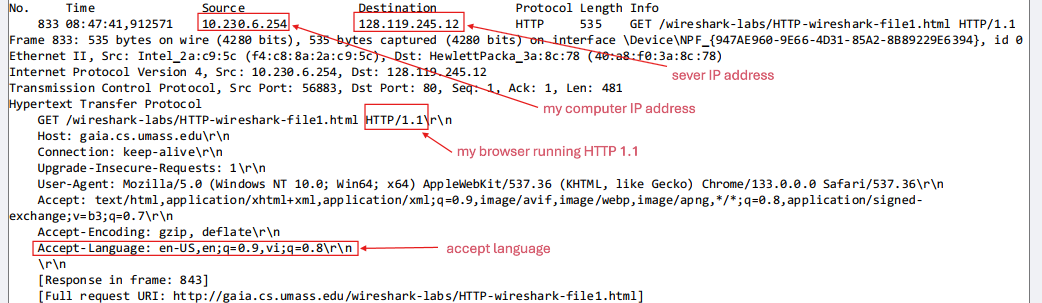 No. Time Source Destination Protocol Length Info
833 08:47:41,912571 10.230.6.254 128.119.245.12 HTTP 535 GET /wireshark-labs/HTTP-wireshark-file1.html HTTP/1.1
Frame 833: 535 bytes on wire (4280 bits), 535 bytes captured (4280 bits) on interface \Device\NPF_{947AE960-9E66-4D31-85A2-8B89229E6394}, id 0
Ethernet II, Src: Intel_2a:c9:5c (f4:c8:8a:2a:c9:5c), Dst: HewlettPacka_3a:8c:78 (40:a8:f0:3a:8c:78)
Internet Protocol Version 4, Src: 10.230.6.254, Dst: 128.119.245.12
sever IP address
Transmission Control Protocol, Src Port: 56883, Dst Port: 80, Seq: 1, Ack: 1, Len: 481
Hypertext Transfer Protocol
my computer IP address
GET /wireshark-labs/HTTP-wireshark-file1.html HTTP/1.1\r\n
Host: gaia.cs.umass.edu\r\n
Connection: keep-alive\r\n
my browser running HTTP 1.1
Upgrade-Insecure-Requests: 1\r\n
User-Agent: Mozilla/5.0 (Windows NT 10.0; Win64; x64) AppleWebKit/537.36 (KHTML, like Gecko) Chrome/133.0.0.0 Safari/537.36\r\n
Accept: text/html,application/xhtml+xml,application/xml;q=0.9,image/avif,image/webp,image/apng,*/*;q=0.8,application/signed-
exchange;v=b3;q=0.7\r\n
Accept-Encoding: gzip, deflate\r\n
Accept-Language: en-US,en;q=0.9,vi;q=0.8\r\n
accept language
\r\n
[Response in frame: 843]
[Full request URI: http://gaia.cs.umass.edu/wireshark-labs/HTTP-wireshark-file1.html]